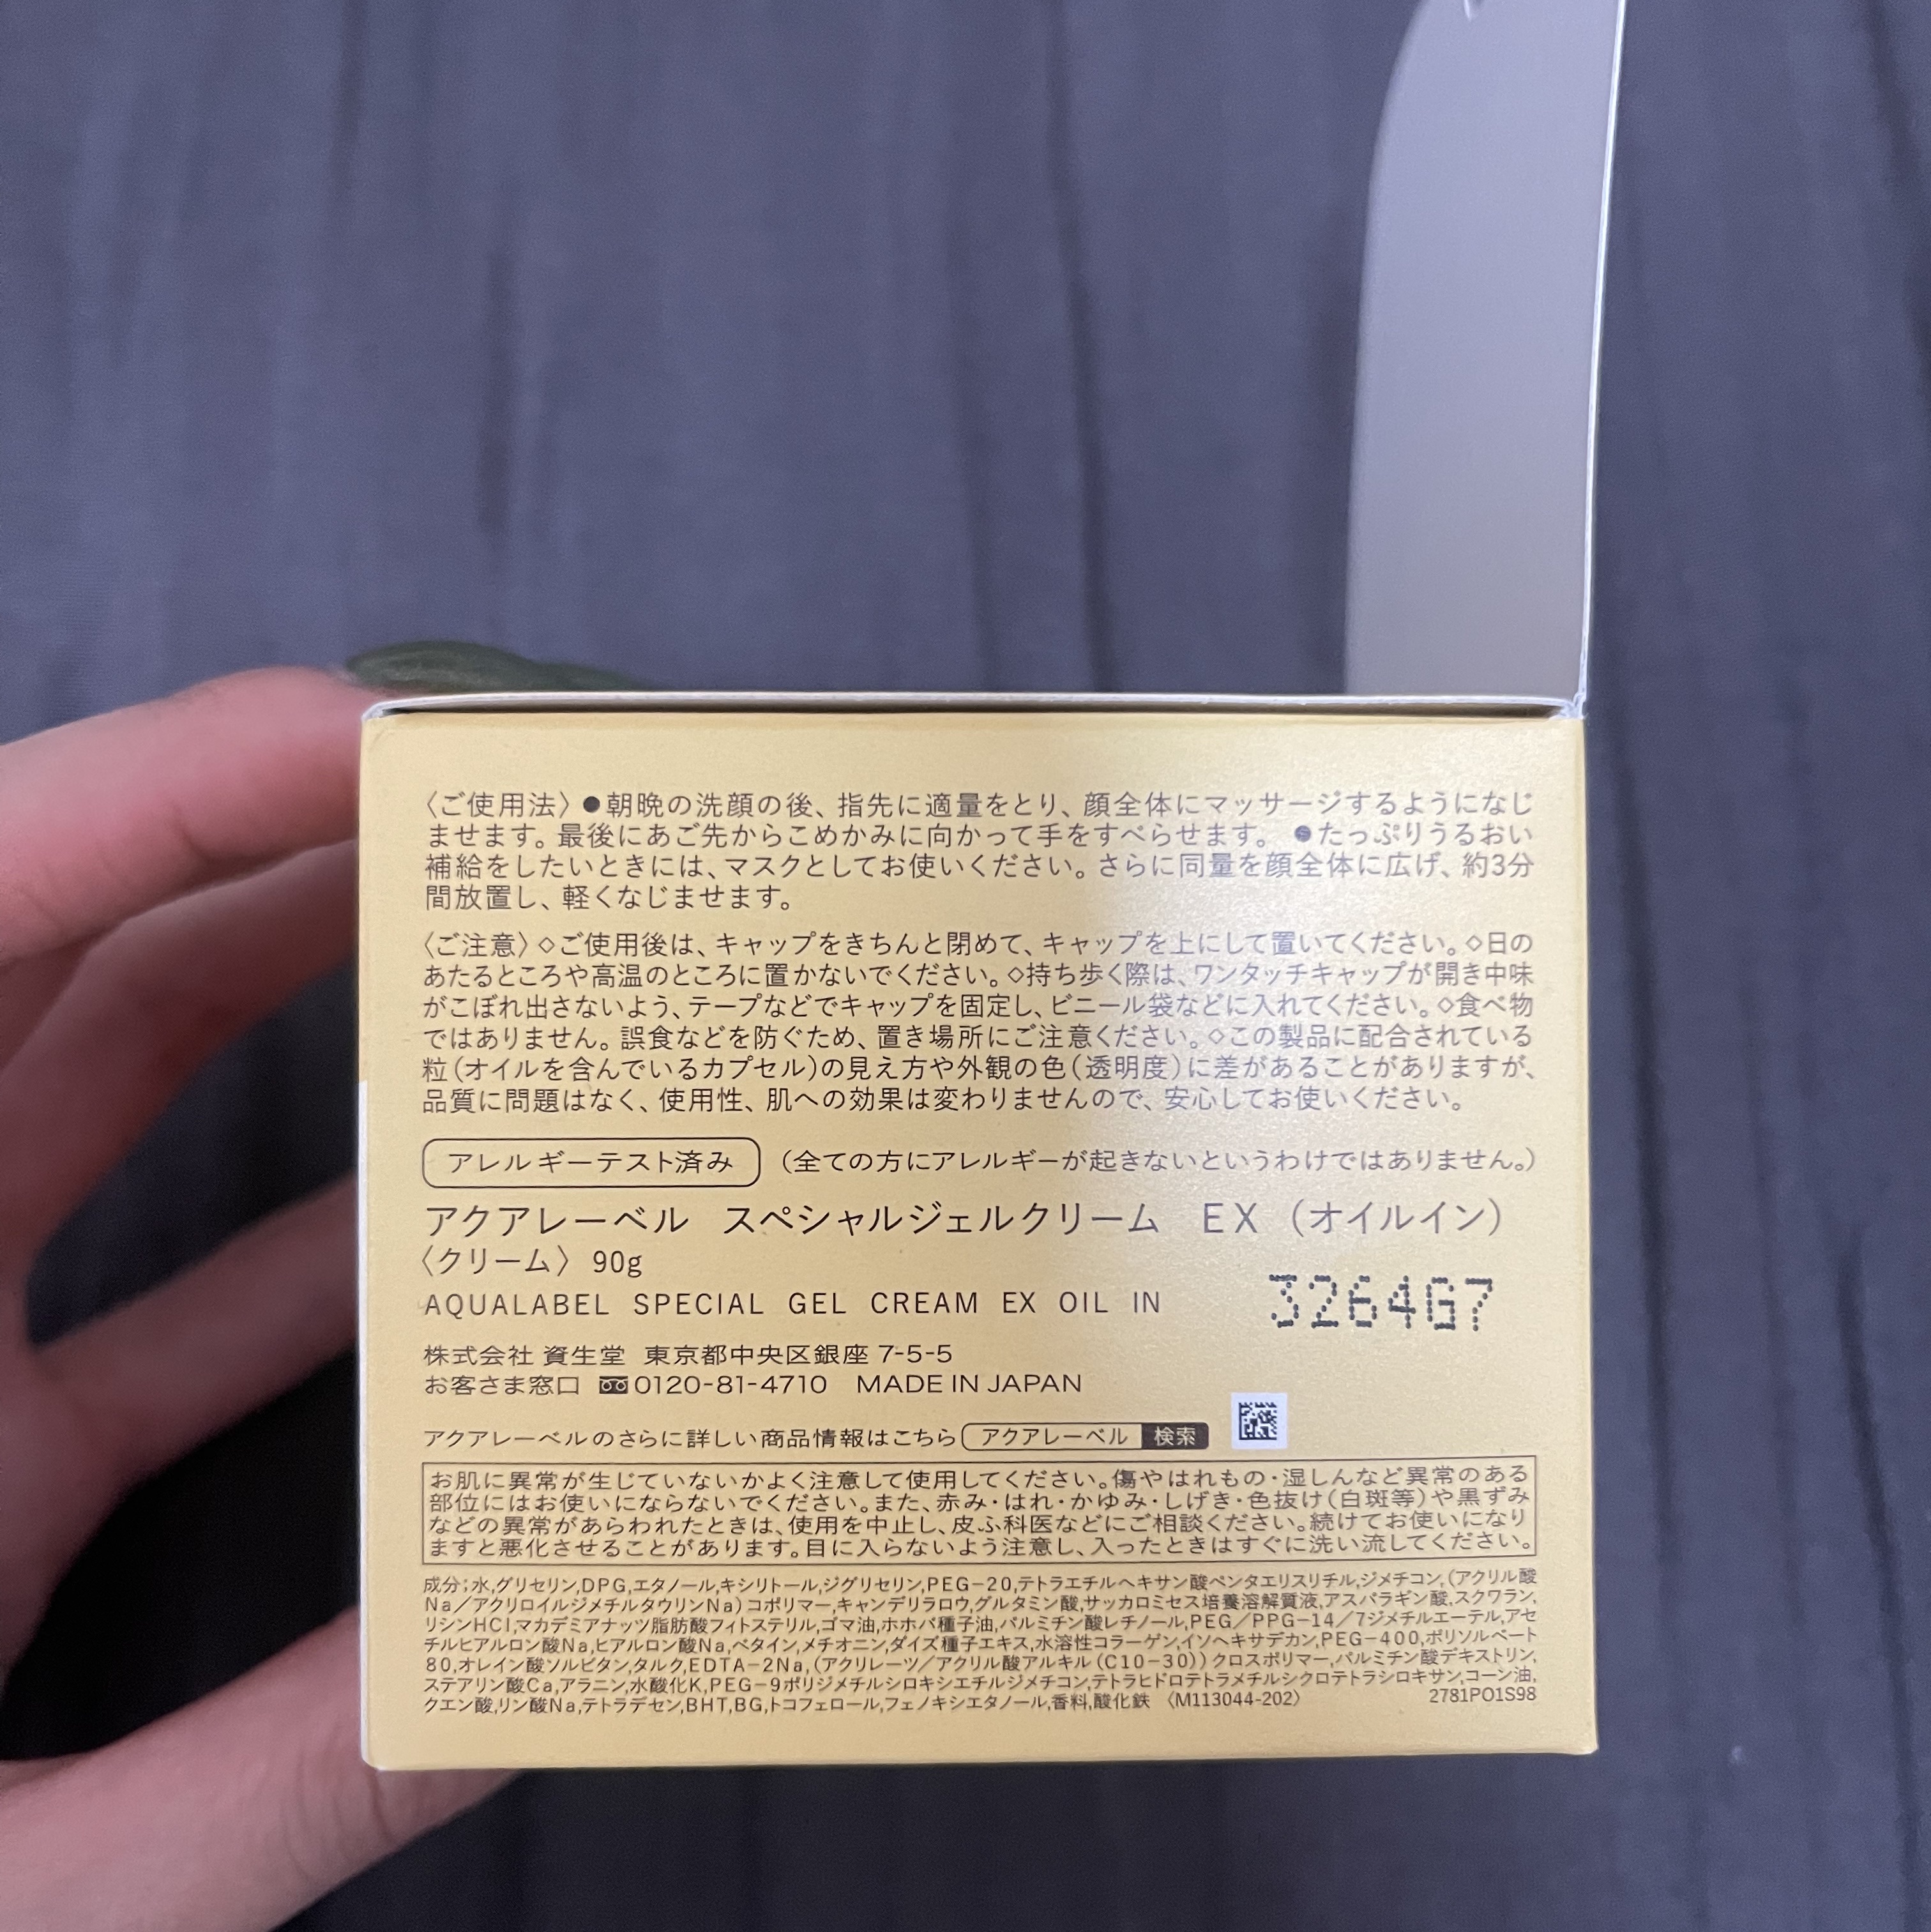 〈ご使用法〉●朝晩の洗顔の後、指先に適量をとり、顔全体にマッサージするようになじ
ませます。最後にあご先からこめかみに向かって手をすべらせます。 ●たっぷりうるおい
補給をしたいときには、マスクとしてお使いください。さらに同量を顔全体に広げ、約3分
間放置し、軽くなじませます。
〈ご注意〉◇ご使用後は、キャップをきちんと閉めて、キャップを上にして置いてください。◇日の
あたるところや高温のところに置かないでください。◇持ち歩く際は、ワンタッチキャップが開き中味
がこぼれ出さないよう、テープなどでキャップを固定し、ビニール袋などに入れてください。◇食べ物
ではありません。誤食などを防ぐため、置き場所にご注意ください。◇この製品に配合されている
粒(オイルを含んでいるカプセル)の見え方や外観の色(透明度)に差があることがありますが、
品質に問題はなく、使用性、肌への効果は変わりませんので、安心してお使いください。
アレルギーテスト済み (全ての方にアレルギーが起きないというわけではありません。)
アクアレーベル スペシャルジェルクリーム EX (オイルイン)
〈クリーム〉 90g
AQUALABEL SPECIAL GEL CREAM EX OIL IN
3264G7
株式会社 資生堂 東京都中央区銀座 7-5-5
お客さま窓口 0120-81-4710 MADE IN JAPAN
アクアレーベルのさらに詳しい商品情報はこちら アクアレーベル 検索
お肌に異常が生じていないかよく注意して使用してください。傷やはれもの・湿しんなど異常のある
部位にはお使いにならないでください。また、赤み・はれ・かゆみ・しげき・色抜け(白斑等)や黒ずみ
などの異常があらわれたときは、使用を中止し、皮ふ科医などにご相談ください。続けてお使いになり
ますと悪化させることがあります。目に入らないよう注意し、入ったときはすぐに洗い流してください。
成分:水,グリセリン,DPG,エタノール,キシリトール,ジグリセリン,PEG-20,テトラエチルヘキサン酸ペンタエリスリチル,ジメチコン,(アクリル酸
Na/アクリロイルジメチルタウリンNa)コポリマー,キャンデリラロウ,グルタミン酸,サッカロミセス培養溶解質液,アスパラギン酸,スクワラン,
リシンHCl,マカデミアナッツ脂肪酸フィトステリル,ゴマ油,ホホバ種子油,パルミチン酸レチノール,PEG/PPG-14/7ジメチルエーテル,アセ
チルヒアルロン酸Na,ヒアルロン酸Na,ベタイン,メチオニン,ダイズ種子エキス,水溶性コラーゲン,イソヘキサデカン,PEG-400,ポリソルベート
80,オレイン酸ソルビタン,タルク,EDTA-2Na,(アクリレーツ/アクリル酸アルキル(C10-30))クロスポリマー,パルミチン酸デキストリン,
ステアリン酸Ca,アラニン,水酸化K,PEG-9ポリジメチルシロキシエチルジメチコン,テトラヒドロテトラメチルシクロテトラシロキサン,コーン油,
クエン酸,リン酸Na,テトラデセン,BHT,BG,トコフェロール,フェノキシエタノール,香料,酸化鉄 〈M113044-202〉 2781PO1S98